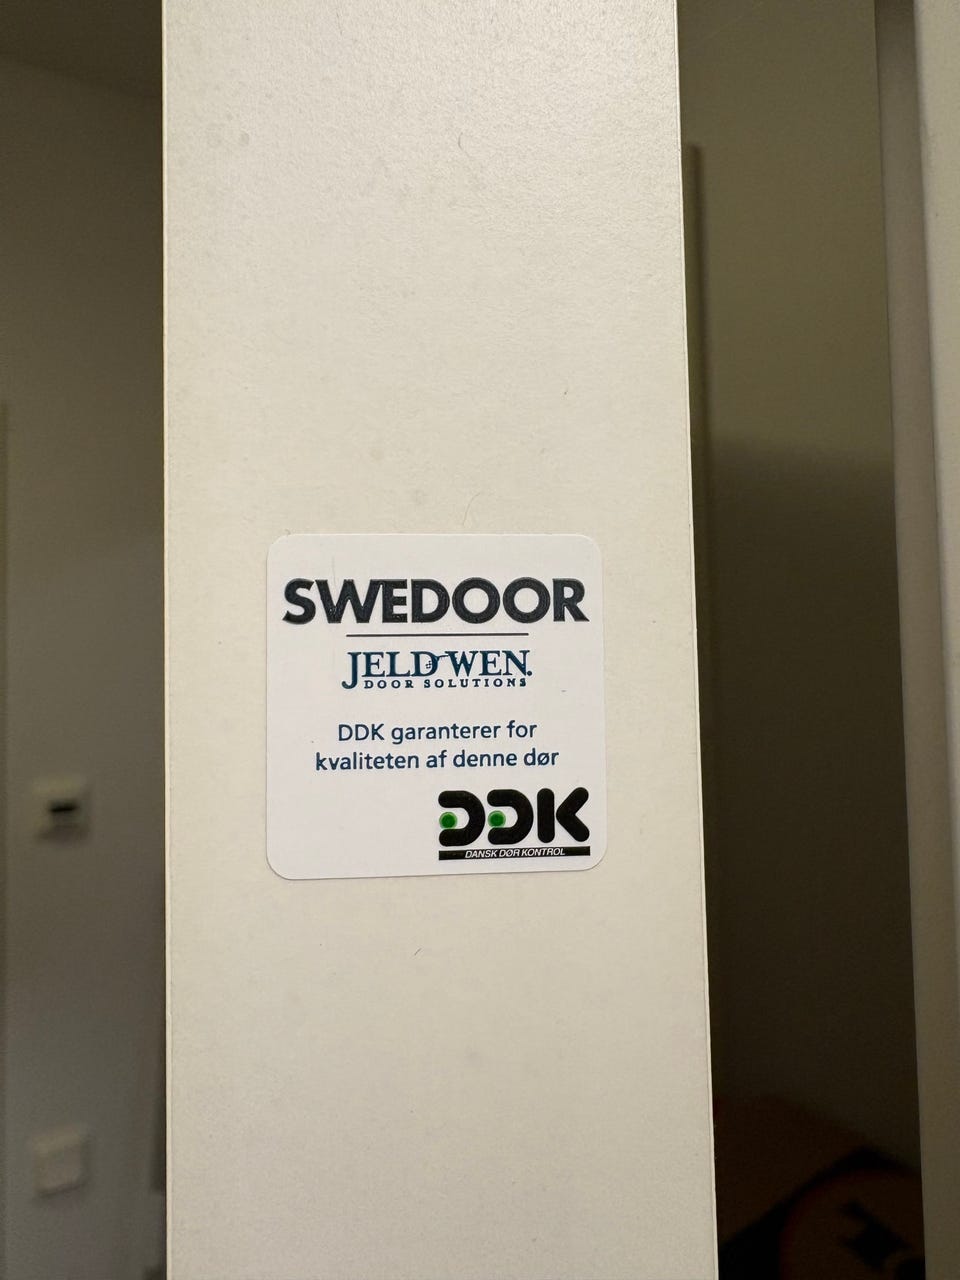 SWEDOOR
JELD-WEN.
DOOR SOLUTIONS
DDK garanterer for
kvaliteten af denne dør
DDK
DANSK DØR KONTROL